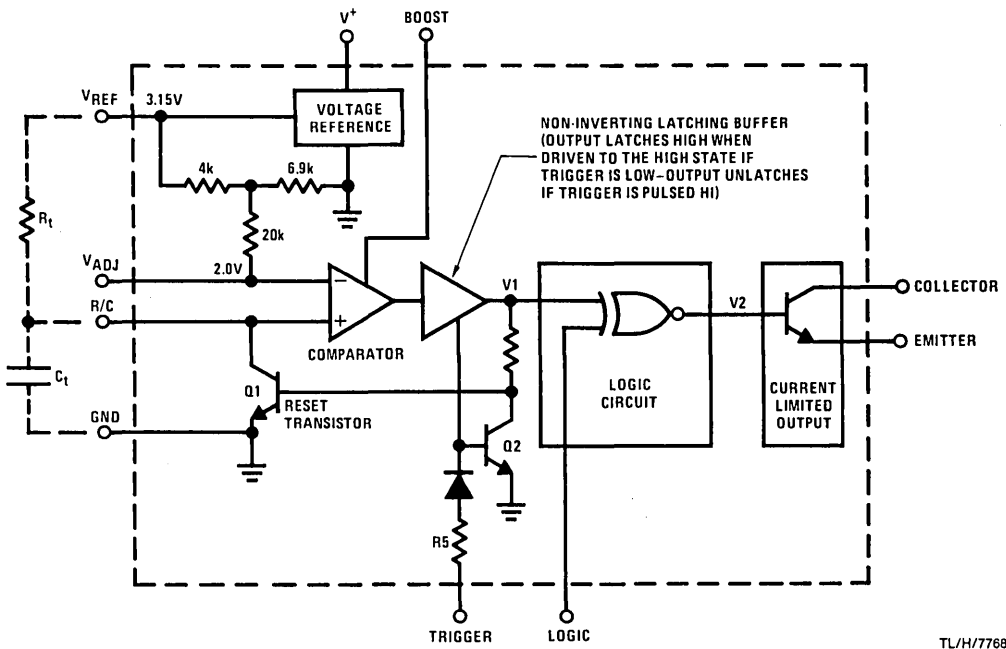 V+
BOOST
VREF
3.15V
VOLTAGE
REFERENCE
NON-INVERTING LATCHING BUFFER
(OUTPUT LATCHES HIGH WHEN
DRIVEN TO THE HIGH STATE IF
TRIGGER IS LOW-OUTPUT UNLATCHES
IF TRIGGER IS PULSED HI)
4k
6.9k
Rt
20k
VADJ
2.0V
R/C
−
+
COMPARATOR
V1
V2
COLLECTOR
EMITTER
Ct
Q1
RESET
TRANSISTOR
LOGIC
CIRCUIT
CURRENT
LIMITED
OUTPUT
GND
Q2
R5
TRIGGER
LOGIC
TL/H/7768